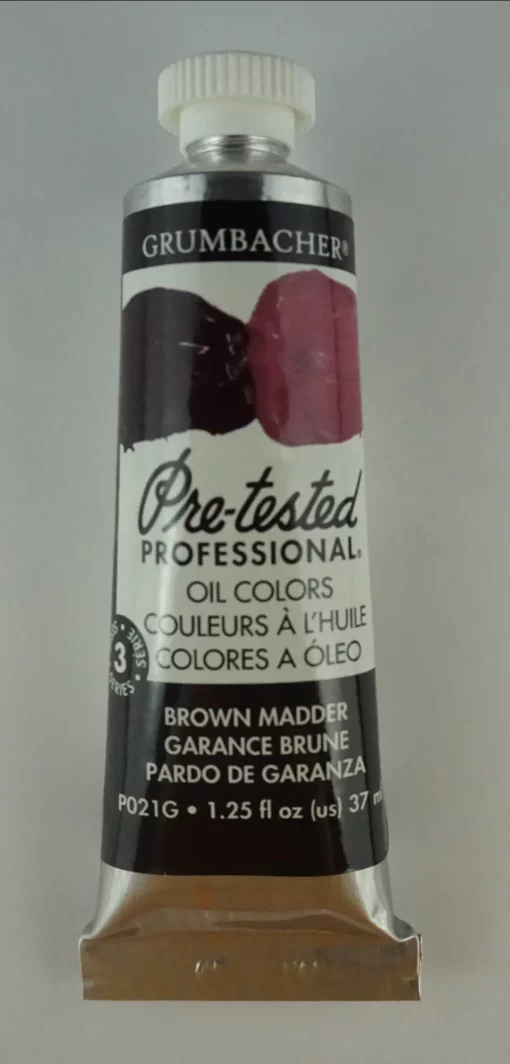 GRUMBACHER®
Pre-tested
PROFESSIONAL®
OIL COLORS
COULEURS À L'HUILE
COLORES A ÓLEO
SÉRIE
3
BROWN MADDER
GARANCE BRUNE
PARDO DE GARANZA
P021G • 1.25 fl oz (us) 37 m